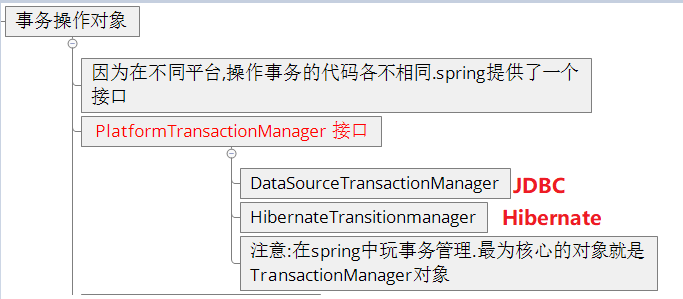 事务操作对象
因为在不同平台,操作事务的代码各不相同.spring提供了一个
接口
PlatformTransactionManager 接口
DataSourceTransactionManager JDBC
HibernateTransitionmanager Hibernate
注意:在spring中玩事务管理.最为核心的对象就是
TransactionManager对象